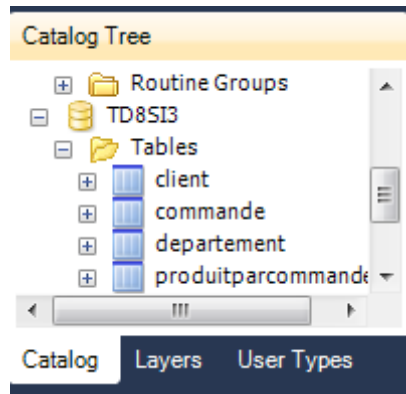 Catalog Tree
Routine Groups
TD8SI3
Tables
client
commande
departement
produitparcommande
Catalog Layers User Types